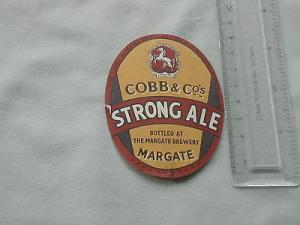 COBB & Co's
STRONG ALE
BOTTLED AT
THE MARGATE BREWERY
MARGATE